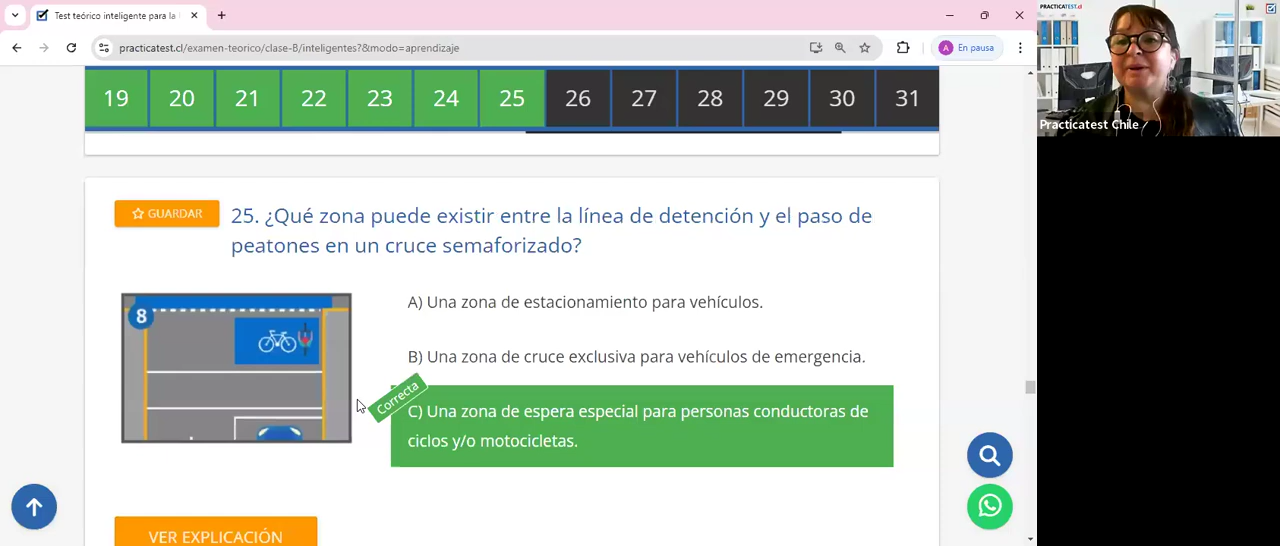 Test teórico inteligente para la
practicatest.cl/examen-teorico/clase-B/inteligentes?&modo=aprendizaje
A
En pausa
PRACTICATEST.cl
Practicatest Chile
19 20 21 22 23 24 25 26 27 28 29 30 31
GUARDAR
25. ¿Qué zona puede existir entre la línea de detención y el paso de
peatones en un cruce semaforizado?
8
A) Una zona de estacionamiento para vehículos.
B) Una zona de cruce exclusiva para vehículos de emergencia.
Correcta
C) Una zona de espera especial para personas conductoras de
ciclos y/o motocicletas.
VER EXPLICACIÓN